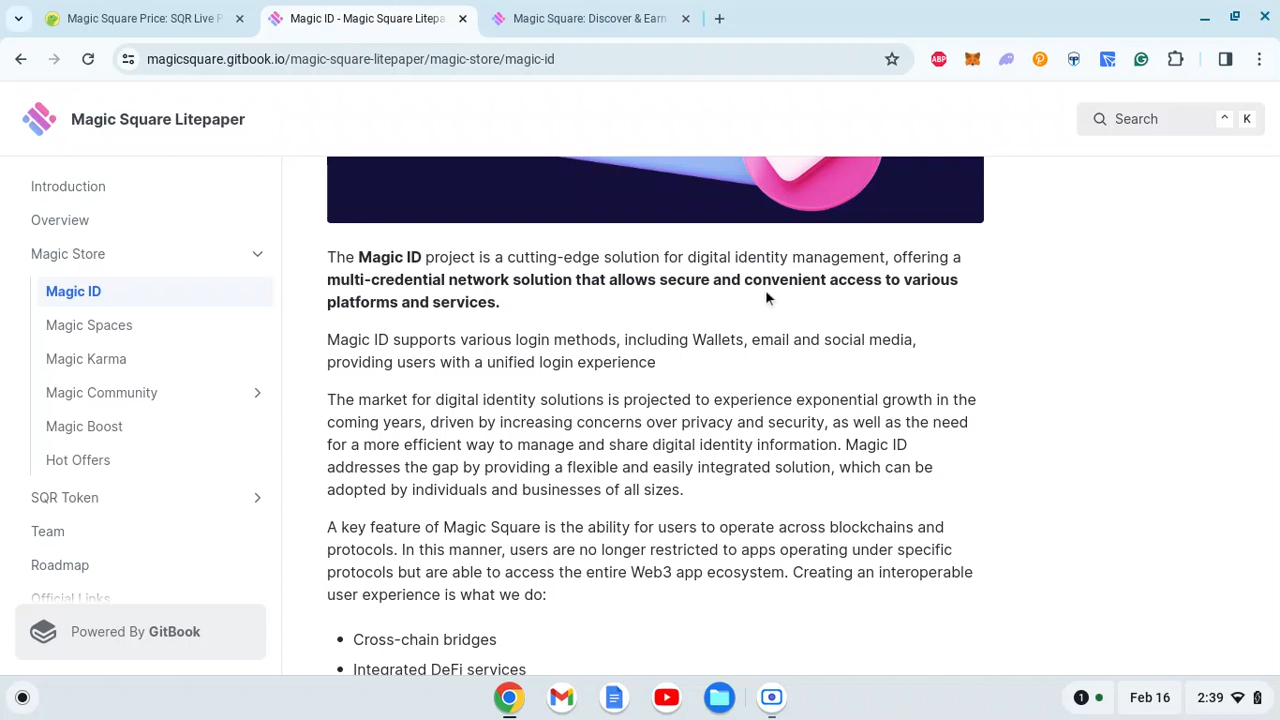 Magic Square Price: SQR Live P
Magic ID - Magic Square Litepa
Magic Square: Discover & Earn
magicsquare.gitbook.io/magic-square-litepaper/magic-store/magic-id
ABP
Magic Square Litepaper
Search
^ K
Introduction
Overview
Magic Store
Magic ID
Magic Spaces
Magic Karma
Magic Community
Magic Boost
Hot Offers
SQR Token
Team
Roadmap
Official Links
Powered By GitBook
The Magic ID project is a cutting-edge solution for digital identity management, offering a
multi-credential network solution that allows secure and convenient access to various
platforms and services.
Magic ID supports various login methods, including Wallets, email and social media,
providing users with a unified login experience
The market for digital identity solutions is projected to experience exponential growth in the
coming years, driven by increasing concerns over privacy and security, as well as the need
for a more efficient way to manage and share digital identity information. Magic ID
addresses the gap by providing a flexible and easily integrated solution, which can be
adopted by individuals and businesses of all sizes.
A key feature of Magic Square is the ability for users to operate across blockchains and
protocols. In this manner, users are no longer restricted to apps operating under specific
protocols but are able to access the entire Web3 app ecosystem. Creating an interoperable
user experience is what we do:
• Cross-chain bridges
• Integrated DeFi services
1
Feb 16
2:39